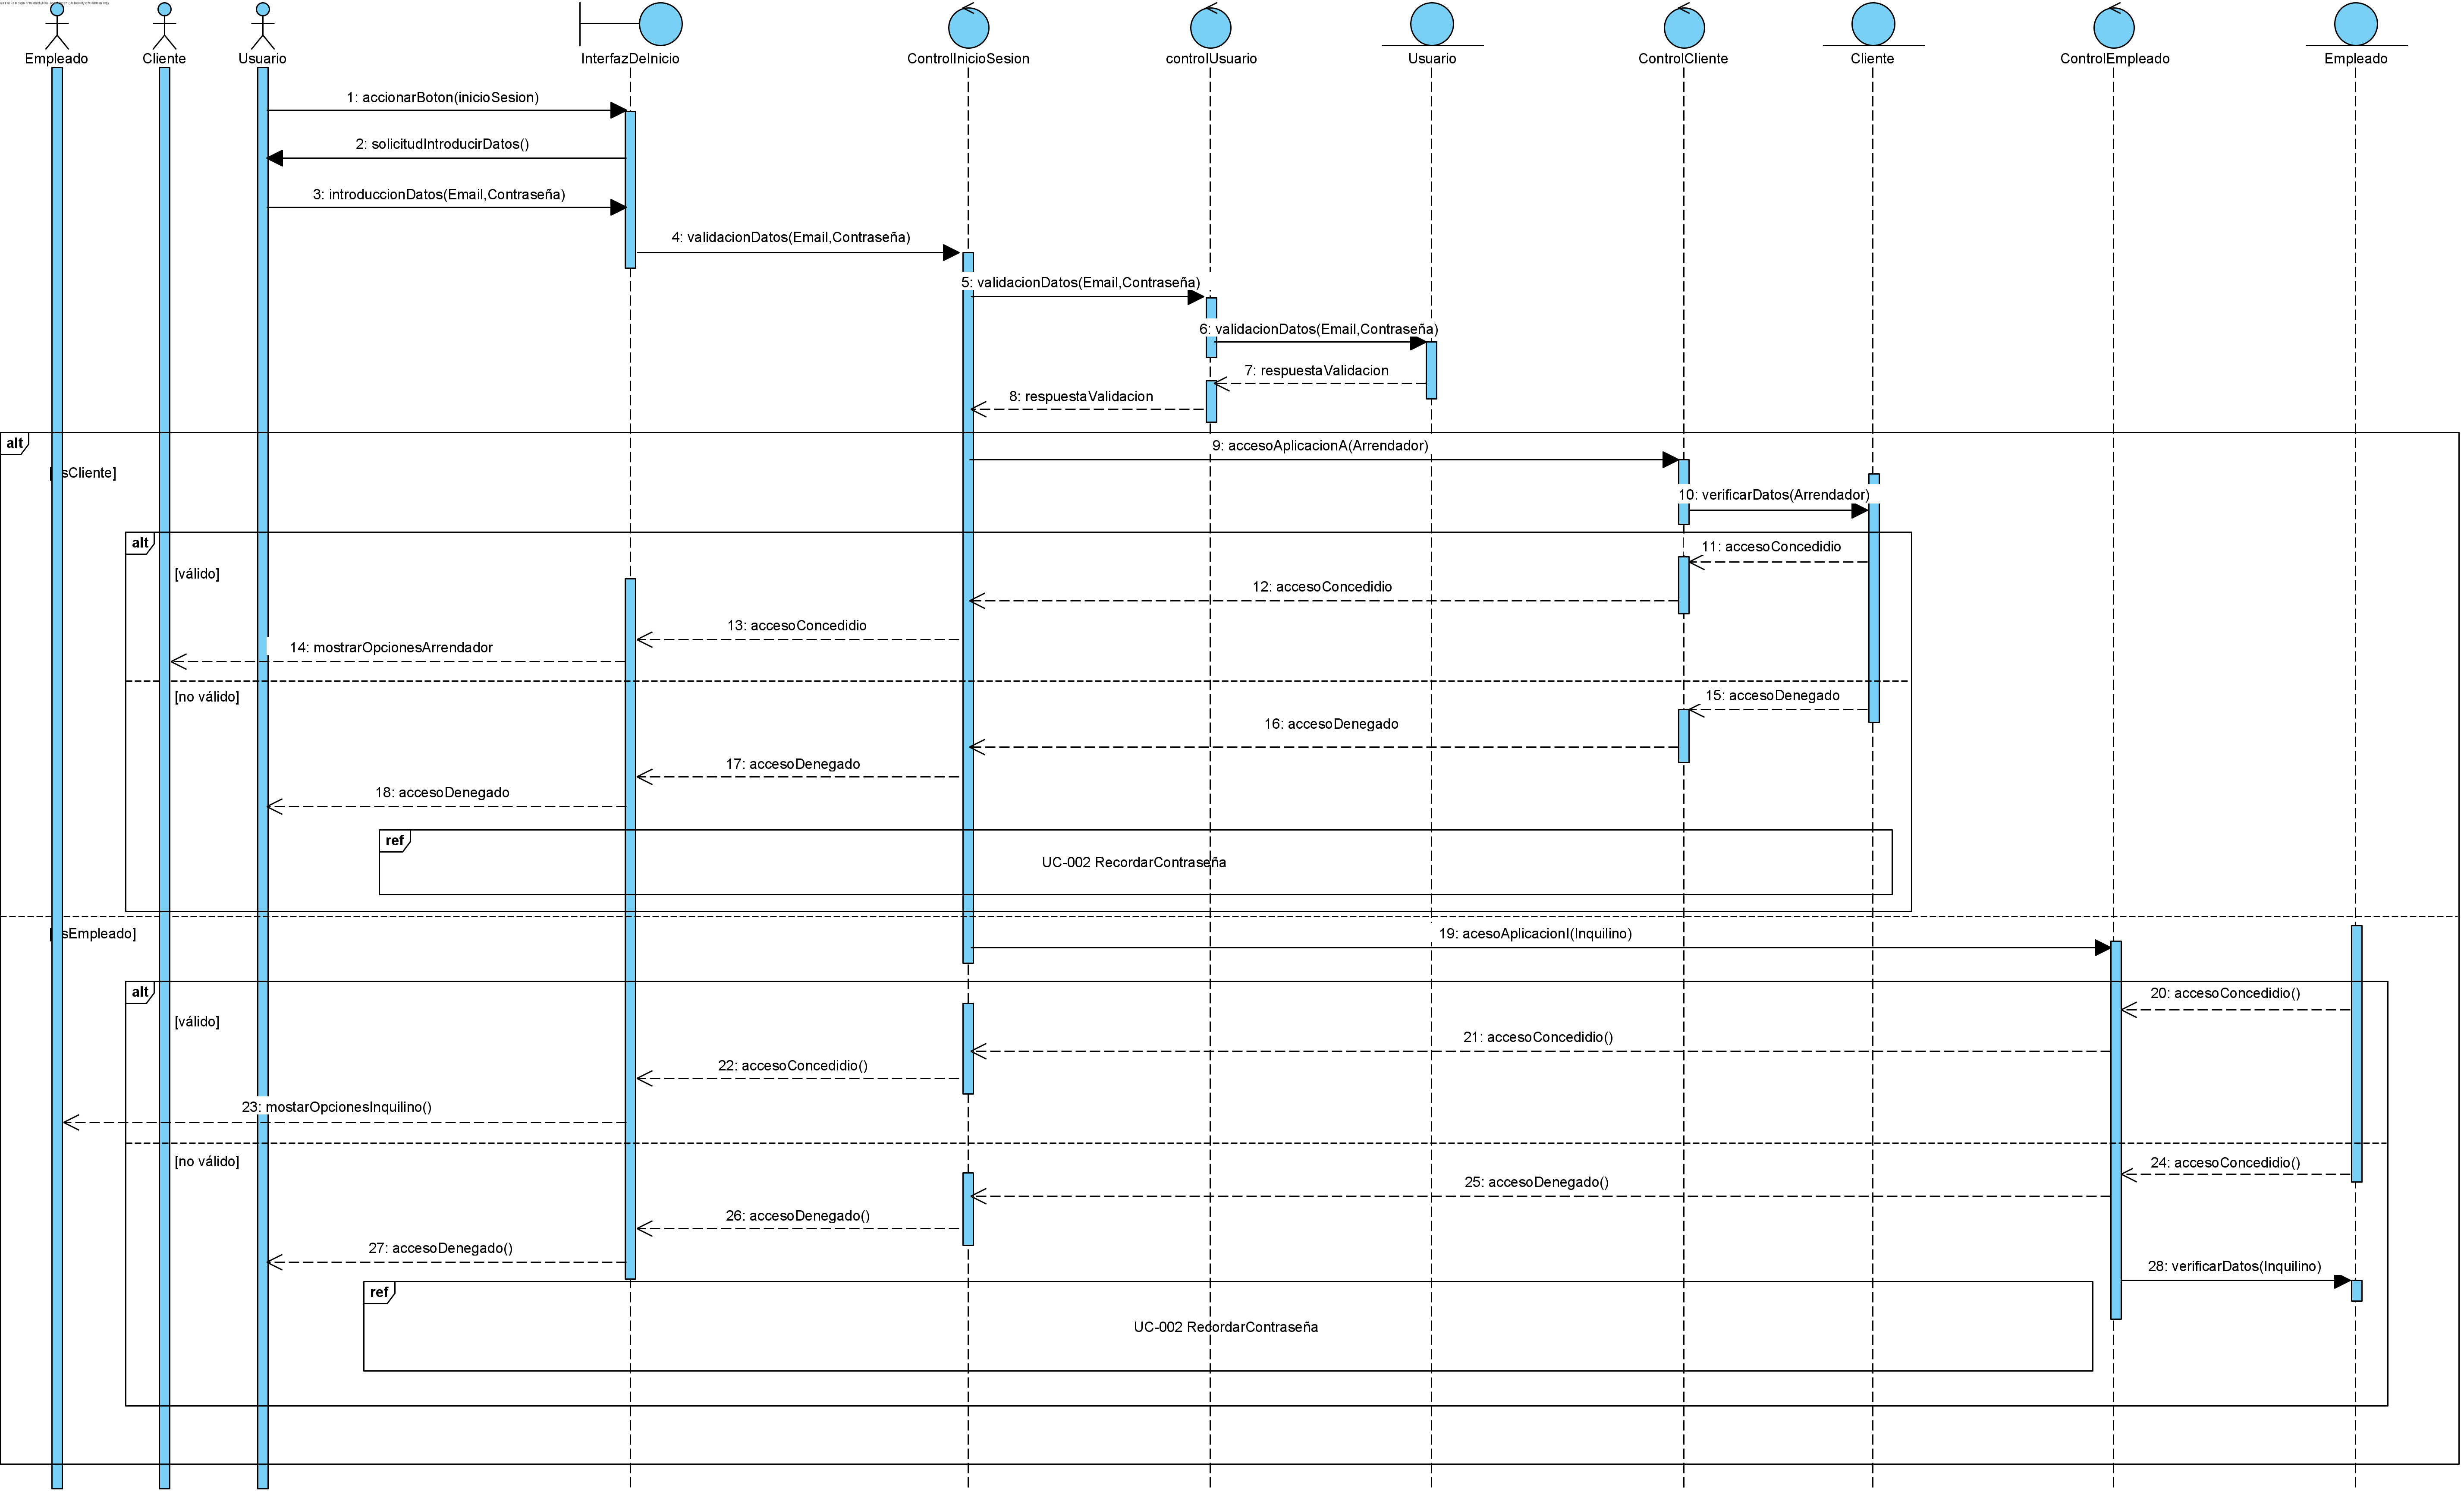 Empleado
Cliente
Usuario
InterfazDeInicio
ControlInicioSesion
controlUsuario
Usuario
ControlCliente
Cliente
ControlEmpleado
Empleado
1: accionarBoton(inicioSesion)
2: solicitudIntroducirDatos()
3: introduccionDatos(Email,Contraseña)
4: validacionDatos(Email,Contraseña)
5: validacionDatos(Email,Contraseña)
6: validacionDatos(Email,Contraseña)
7: respuestaValidacion
8: respuestaValidacion
alt
9: accesoAplicacionA(Arrendador)
sCliente]
10: verificarDatos(Arrendador)
alt
11: accesoConcedidio
[válido]
12: accesoConcedidio
13: accesoConcedidio
14: mostrarOpcionesArrendador
[no válido]
15: accesoDenegado
16: accesoDenegado
17: accesoDenegado
18: accesoDenegado
ref
UC-002 RecordarContraseña
sEmpleado]
19: acesoAplicacionI(Inquilino)
alt
20: accesoConcedidio()
[válido]
21: accesoConcedidio()
22: accesoConcedidio()
23: mostarOpcionesInquilino()
[no válido]
24: accesoConcedidio()
25: accesoDenegado()
26: accesoDenegado()
27: accesoDenegado()
28: verificarDatos(Inquilino)
ref
UC-002 RecordarContraseña